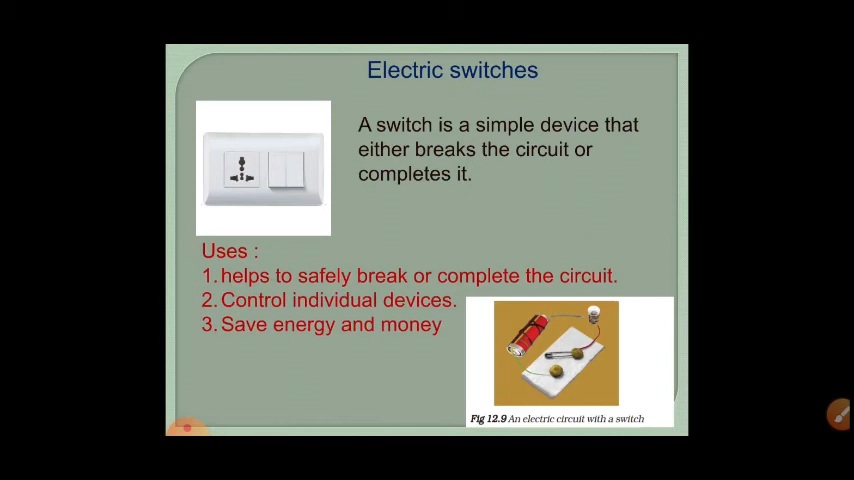 Electric switches
A switch is a simple device that
either breaks the circuit or
completes it.
Uses :
1. helps to safely break or complete the circuit.
2. Control individual devices.
3. Save energy and money
Fig 12.9 An electric circuit with a switch